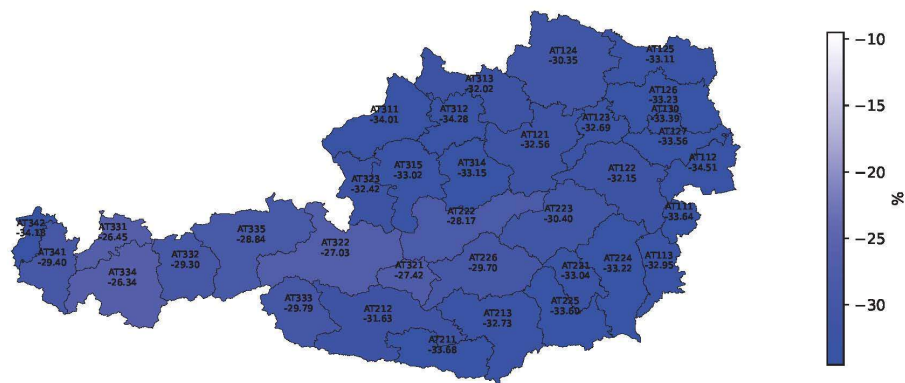 AT124
-30.35
AT125
-33.11
AT313
-32.02
AT126
-33.23
AT130
-33.39
AT311
-34.01
AT312
-34.28
AT123
-32.69
AT121
-32.56
AT127
-33.56
AT112
-34.51
AT315
-33.02
AT314
-33.15
AT122
-32.15
AT323
-32.42
AT111
-33.64
AT222
-28.17
AT223
-30.40
AT342
-34.18
AT331
-26.45
AT335
-28.84
AT322
-27.03
AT341
-29.40
AT332
-29.30
AT334
-26.34
AT321
-27.42
AT226
-29.70
AT221
-33.04
AT224
-33.22
AT113
-32.95
AT333
-29.79
AT212
-31.63
AT213
-32.73
AT225
-33.60
AT211
-33.68
−10
−15
−20
−25
−30
%